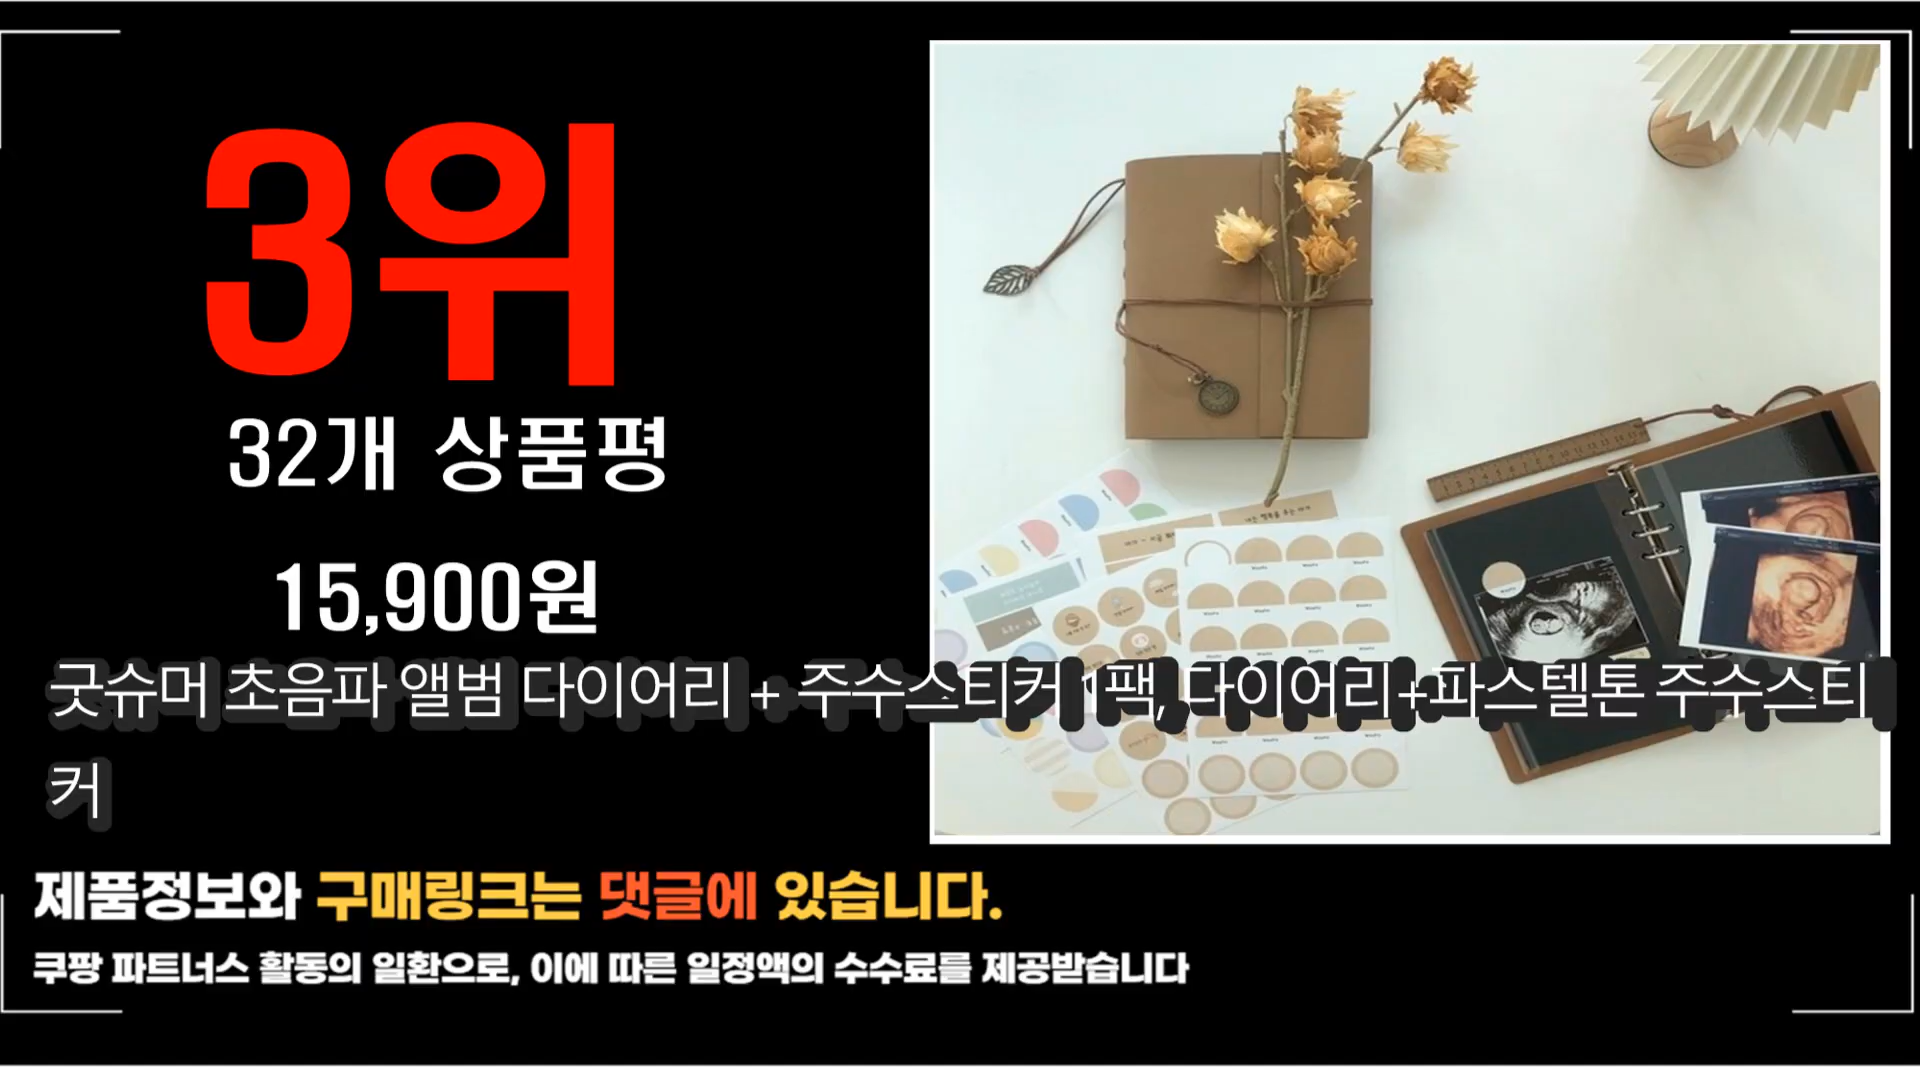 3위
32개 상품평
15,900원
굿슈머 초음파 앨범 다이어리 + 주수스티커 1팩, 다이어리+파스텔톤 주수스티
커
제품정보와 구매링크는 댓글에 있습니다.
쿠팡 파트너스 활동의 일환으로, 이에 따른 일정액의 수수료를 제공받습니다